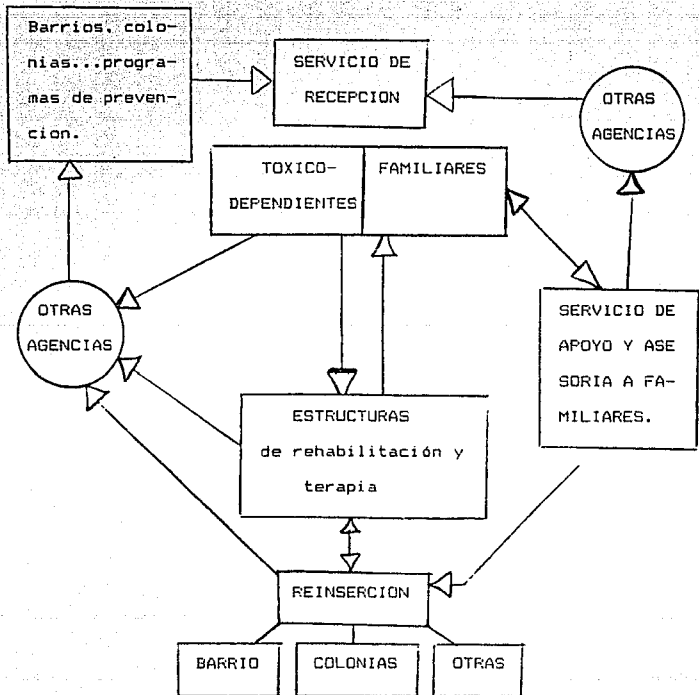 Barrios, colo-
nias...progra-
mas de preven-
cion.
SERVICIO DE
RECEPCION
OTRAS
AGENCIAS
TOXICO-
DEPENDIENTES
FAMILIARES
OTRAS
AGENCIAS
SERVICIO DE
APOYO Y ASE
SORIA A FA-
MILIARES.
ESTRUCTURAS
de rehabilitación y
terapia
REINSERCION
BARRIO
COLONIAS
OTRAS